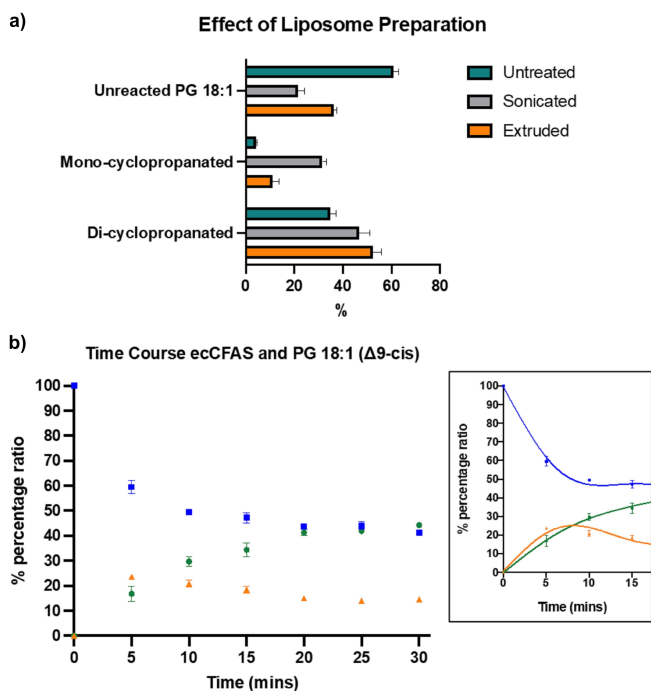 a)
Effect of Liposome Preparation
Unreacted PG 18:1
Mono-cyclopropanated
Di-cyclopropanated
0 20 40 60 80
%
Untreated
Sonicated
Extruded
b)
Time Course ecCFAS and PG 18:1 (Δ9-cis)
% percentage ratio
100
90
80
70
60
50
40
30
20
10
0
0 5 10 15 20 25 30
Time (mins)
% percentage ratio
100
90
80
70
60
50
40
30
20
10
0
0 5 10 15
Time (mins)